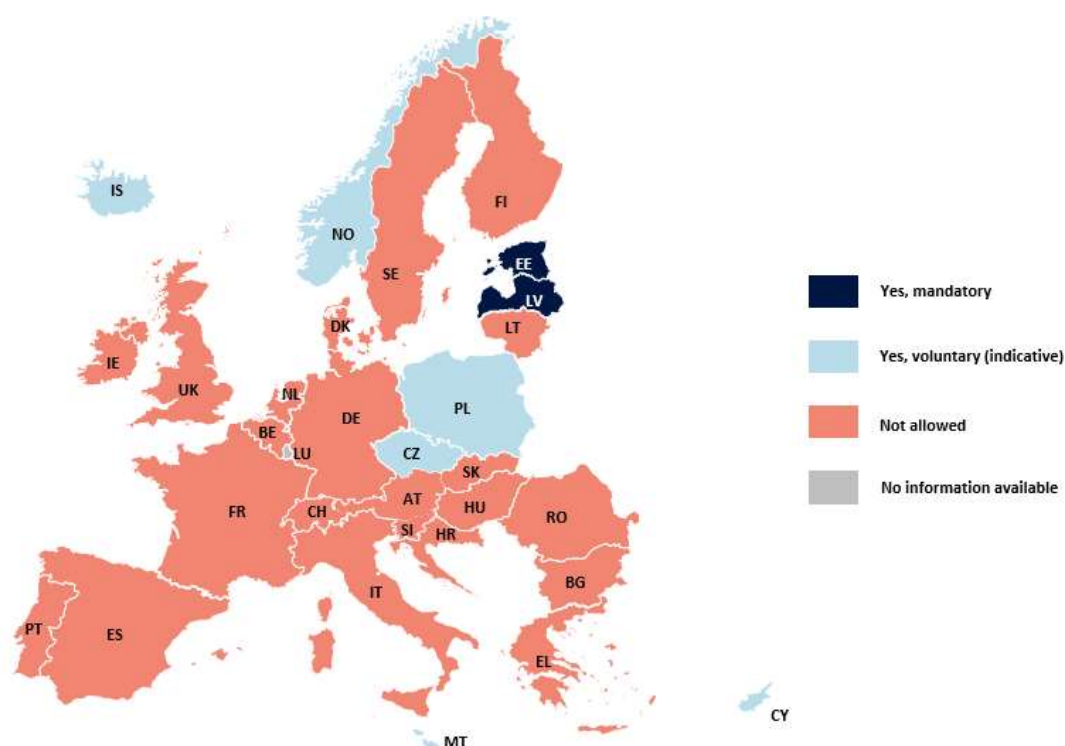 IS
NO
FI
SE
EE
LV
LT
DK
IE
UK
NL
DE
PL
BE
LU
CZ
SK
FR
CH
AT
HU
SI
HR
RO
BG
IT
PT
ES
EL
CY
MT
Yes, mandatory
Yes, voluntary (indicative)
Not allowed
No information available